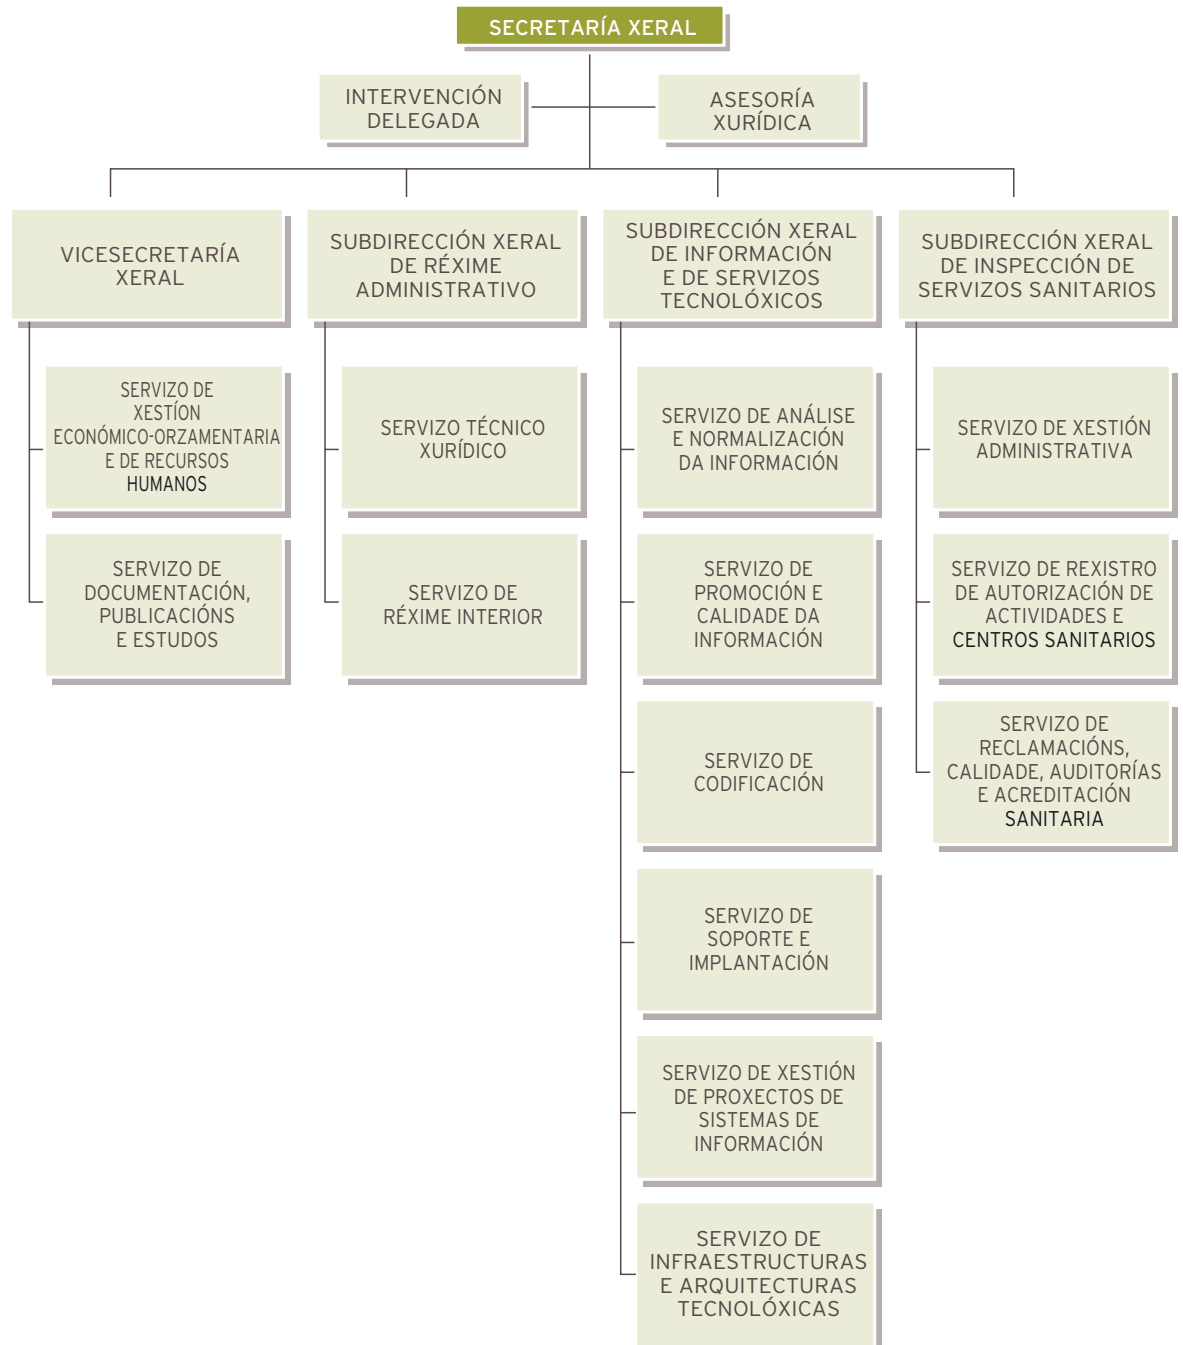 SECRETARÍA XERAL
INTERVENCIÓN
DELEGADA
ASESORÍA
XURÍDICA
VICESECRETARÍA
XERAL
SUBDIRECCIÓN XERAL
DE RÉXIME
ADMINISTRATIVO
SUBDIRECCIÓN XERAL
DE INFORMACIÓN
E DE SERVIZOS
TECNOLÓXICOS
SUBDIRECCIÓN XERAL
DE INSPECCIÓN DE
SERVIZOS SANITARIOS
SERVIZO DE
XESTÍON
ECONÓMICO-ORZAMENTARIA
E DE RECURSOS
HUMANOS
SERVIZO DE
DOCUMENTACIÓN,
PUBLICACIÓNS
E ESTUDOS
SERVIZO TÉCNICO
XURÍDICO
SERVIZO DE
RÉXIME INTERIOR
SERVIZO DE ANÁLISE
E NORMALIZACIÓN
DA INFORMACIÓN
SERVIZO DE
PROMOCIÓN E
CALIDADE DA
INFORMACIÓN
SERVIZO DE
CODIFICACIÓN
SERVIZO DE
SOPORTE E
IMPLANTACIÓN
SERVIZO DE XESTIÓN
DE PROXECTOS DE
SISTEMAS DE
INFORMACIÓN
SERVIZO DE
INFRAESTRUCTURAS
E ARQUITECTURAS
TECNOLÓXICAS
SERVIZO DE XESTIÓN
ADMINISTRATIVA
SERVIZO DE REXISTRO
DE AUTORIZACIÓN DE
ACTIVIDADES E
CENTROS SANITARIOS
SERVIZO DE
RECLAMACIÓNS,
CALIDADE, AUDITORÍAS
E ACREDITACIÓN
SANITARIA